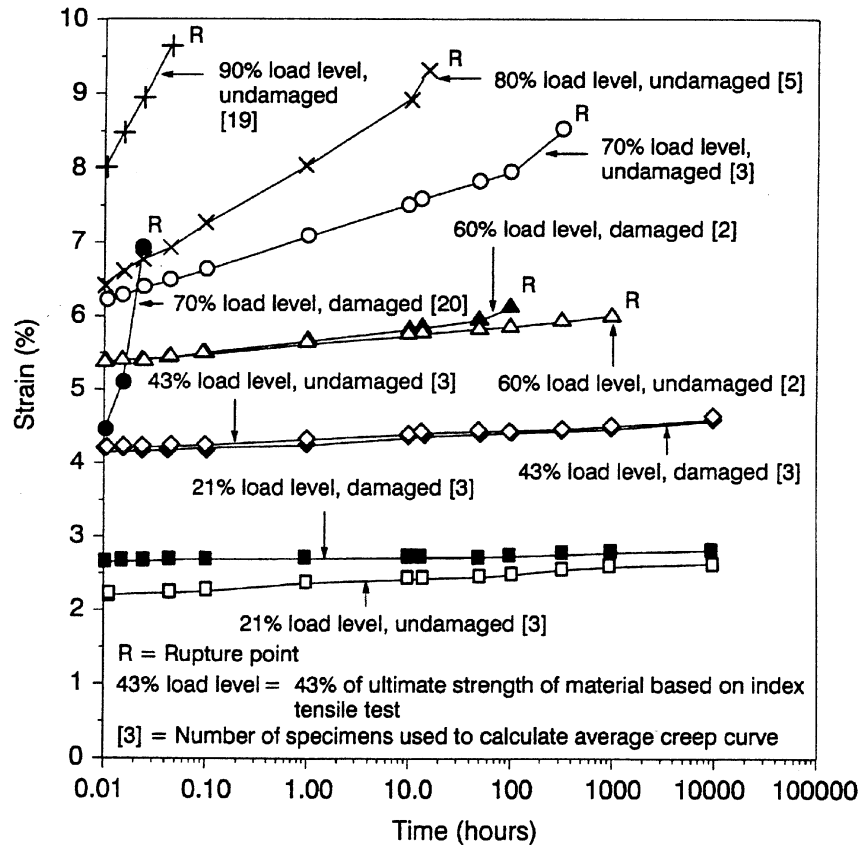 10
9
8
7
6
5
4
3
2
1
0
Strain (%)
R
90% load level,
undamaged
[19]
R
80% load level, undamaged [5]
R
70% load level,
undamaged [3]
R
60% load level, damaged [2]
70% load level, damaged [20]
R
R
43% load level, undamaged [3]
60% load level, undamaged [2]
21% load level, damaged [3]
43% load level, damaged [3]
21% load level, undamaged [3]
R = Rupture point
43% load level = 43% of ultimate strength of material based on index
tensile test
[3] = Number of specimens used to calculate average creep curve
0.01 0.10 1.00 10.0 100 1000 10000 100000
Time (hours)